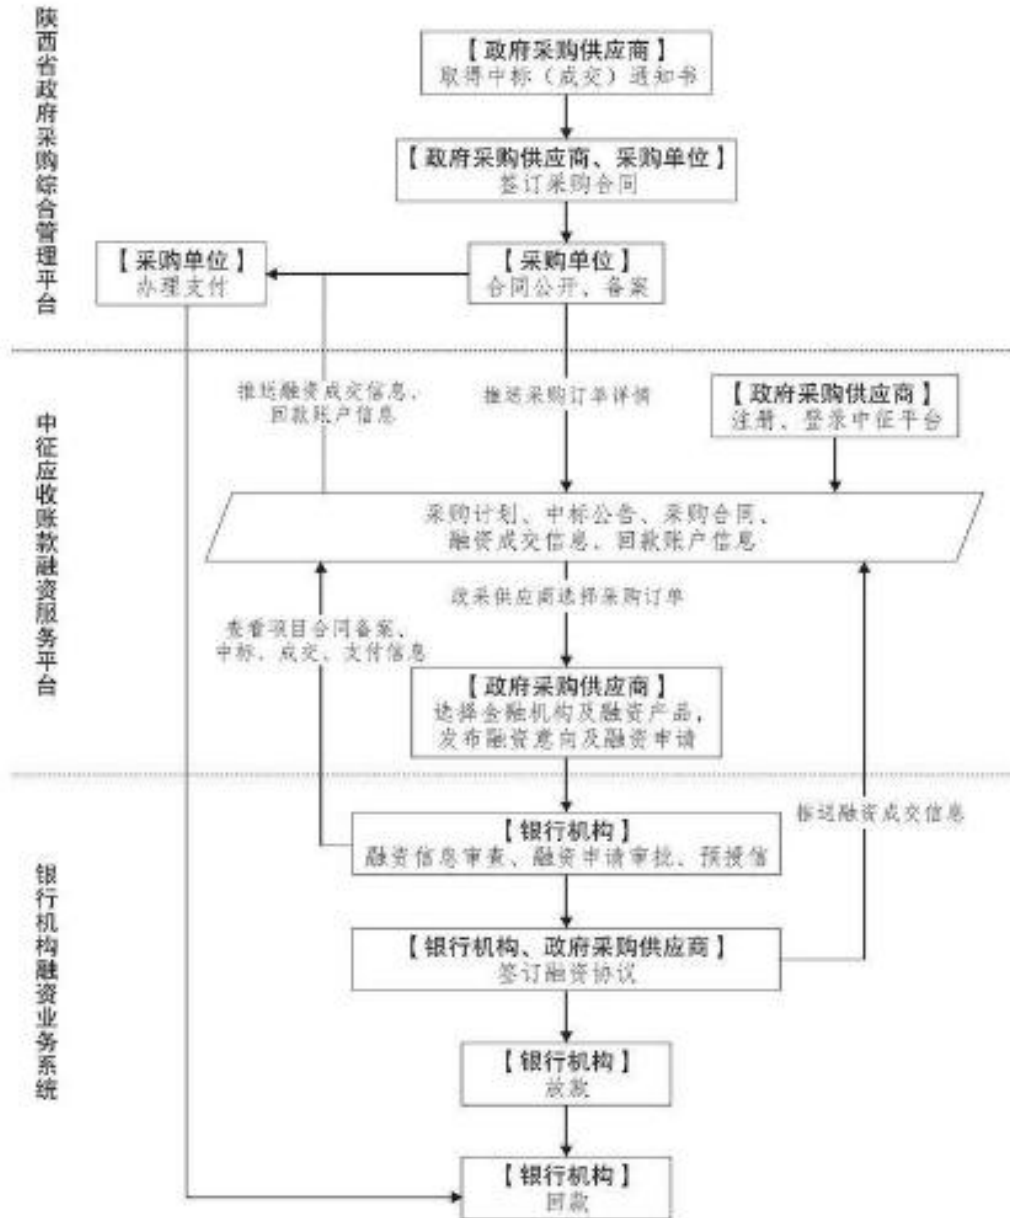 陕西省政府采购综合管理平台
【政府采购供应商】
取得中标（成交）通知书
【政府采购供应商、采购单位】
签订采购合同
【采购单位】
办理支付
【采购单位】
合同公开、备案
中征应收账款融资服务平台
推送融资成交信息、
回款账户信息
推送采购订单详情
【政府采购供应商】
注册、登录中征平台
采购计划、中标公告、采购合同、
融资成交信息、回款账户信息
政采供应商选择采购订单
查看项目合同备案、
中标、成交、支付信息
【政府采购供应商】
选择金融机构及融资产品，
发布融资意向及融资申请
银行机构融资业务系统
【银行机构】
融资信息审查、融资申请审批、预授信
推送融资成交信息
【银行机构、政府采购供应商】
签订融资协议
【银行机构】
放款
【银行机构】
回款